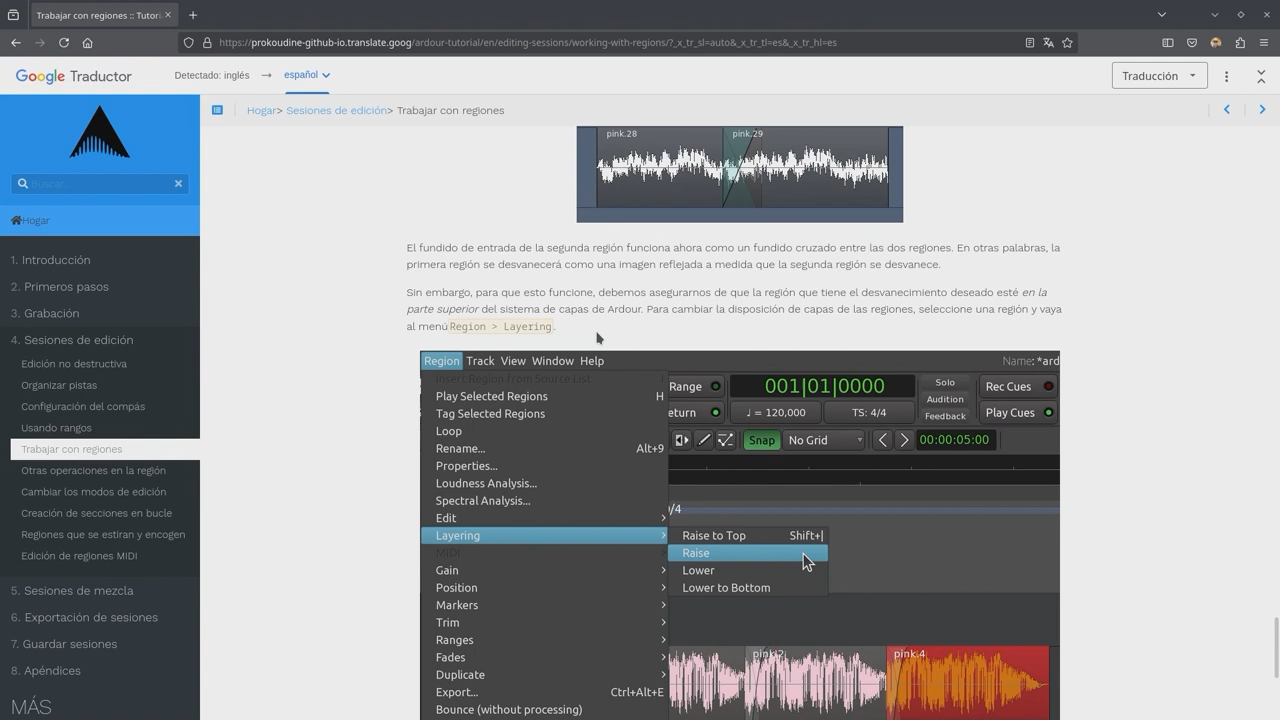 Trabajar con regiones :: Tutori
https://prokoudine-github-io.translate.goog/ardour-tutorial/en/editing-sessions/working-with-regions/?_x_tr_sl=auto&_x_tr_tl=es&_x_tr_hl=es
Google Traductor
Detectado: inglés
español
Traducción
Hogar> Sesiones de edición> Trabajar con regiones
Buscar...
Hogar
1. Introducción
2. Primeros pasos
3. Grabación
4. Sesiones de edición
Edición no destructiva
Organizar pistas
Configuración del compás
Usando rangos
Trabajar con regiones
Otras operaciones en la región
Cambiar los modos de edición
Creación de secciones en bucle
Regiones que se estiran y encogen
Edición de regiones MIDI
5. Sesiones de mezcla
6. Exportación de sesiones
7. Guardar sesiones
8. Apéndices
MÁS
pink.28
pink.29
El fundido de entrada de la segunda región funciona ahora como un fundido cruzado entre las dos regiones. En otras palabras, la
primera región se desvanecerá como una imagen reflejada a medida que la segunda región se desvanece.
Sin embargo, para que esto funcione, debemos asegurarnos de que la región que tiene el desvanecimiento deseado esté en la
parte superior del sistema de capas de Ardour. Para cambiar la disposición de capas de las regiones, seleccione una región y vaya
al menú Region > Layering.
Region Track View Window Help
Name: *ard
Insert Region from Source List
Play Selected Regions H
Tag Selected Regions
Loop
Rename... Alt+9
Properties...
Loudness Analysis...
Spectral Analysis...
Edit
Layering
MIDI
Gain
Position
Markers
Trim
Ranges
Fades
Duplicate
Export... Ctrl+Alt+E
Bounce (without processing)
Raise to Top Shift+|
Raise
Lower
Lower to Bottom
Range
001|01|0000
Solo
Rec Cues
Audition
eturn
♩ = 120,000
TS: 4/4
Feedback
Play Cues
Snap
No Grid
00:00:05:00
/4
pink.2
pink.4